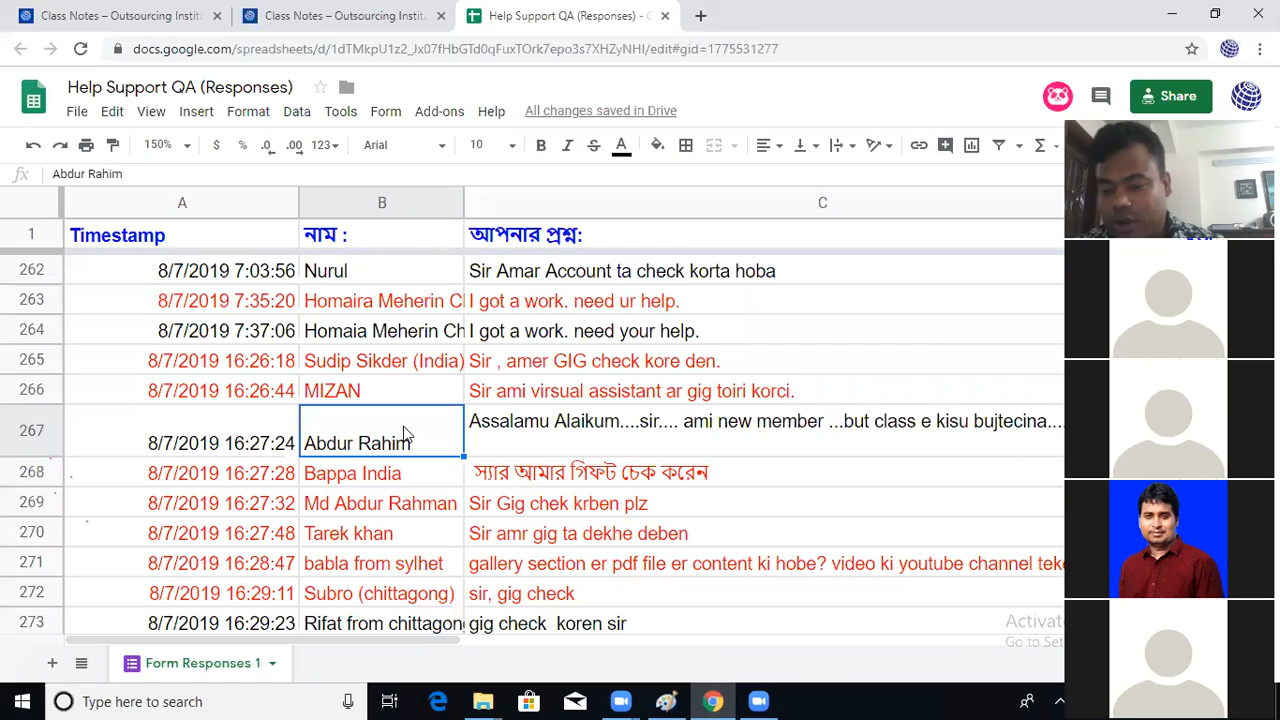 Class Notes – Outsourcing Institu
Class Notes – Outsourcing Institu
Help Support QA (Responses) - G
docs.google.com/spreadsheets/d/1dTMkpU1z2_Jx07fHbGTd0qFuxTOrk7epo3s7XHZyNHI/edit#gid=1775531277
Help Support QA (Responses)
File Edit View Insert Format Data Tools Form Add-ons Help All changes saved in Drive
Share
150% $ % .0 .00 123 Arial 10 B I S A
fx Abdur Rahim
A B C
1 Timestamp নাম : আপনার প্রশ্ন:
262 8/7/2019 7:03:56 Nurul Sir Amar Account ta check korta hoba
263 8/7/2019 7:35:20 Homaira Meherin Cl I got a work. need ur help.
264 8/7/2019 7:37:06 Homaia Meherin Ch I got a work. need your help.
265 8/7/2019 16:26:18 Sudip Sikder (India) Sir , amer GIG check kore den.
266 8/7/2019 16:26:44 MIZAN Sir ami virsual assistant ar gig toiri korci.
267 8/7/2019 16:27:24 Abdur Rahim Assalamu Alaikum....sir.... ami new member ...but class e kisu bujtecina....
268 8/7/2019 16:27:28 Bappa India স্যার আমার গিফট চেক করেন
269 8/7/2019 16:27:32 Md Abdur Rahman Sir Gig chek krben plz
270 8/7/2019 16:27:48 Tarek khan Sir amr gig ta dekhe deben
271 8/7/2019 16:28:47 babla from sylhet gallery section er pdf file er content ki hobe? video ki youtube channel teke
272 8/7/2019 16:29:11 Subro (chittagong) sir, gig check
273 8/7/2019 16:29:23 Rifat from chittagong gig check koren sir
Activat
Go to Set
Form Responses 1
Type here to search